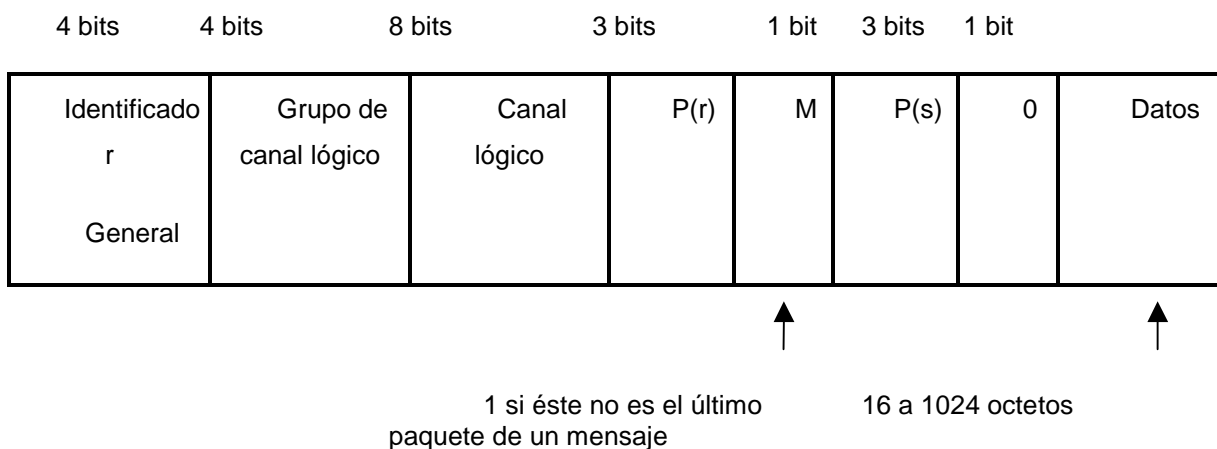 4 bits 4 bits 8 bits 3 bits 1 bit 3 bits 1 bit
Identificado Grupo de Canal P(r) M P(s) 0 Datos
r canal lógico lógico
General
1 si éste no es el último 16 a 1024 octetos
paquete de un mensaje